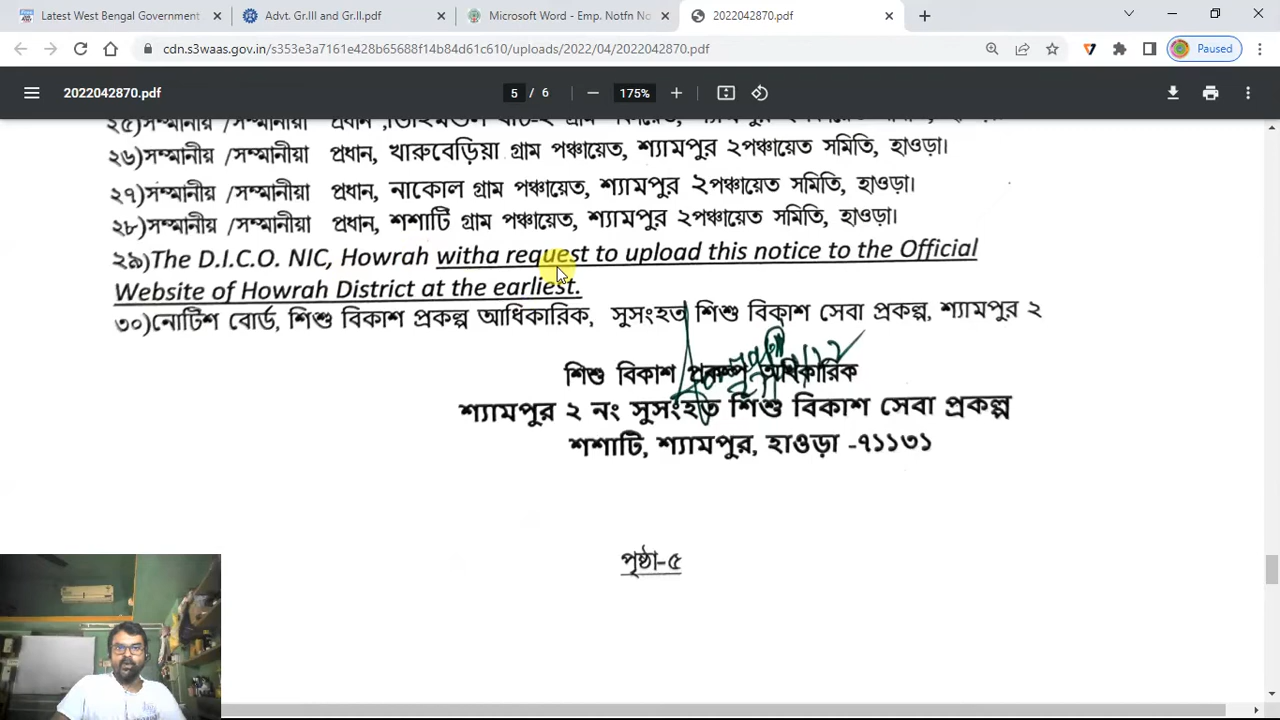 Latest West Bengal Government
Advt. Gr.III and Gr.II.pdf
Microsoft Word - Emp. Notfn No
2022042870.pdf
cdn.s3waas.gov.in/s353e3a7161e428b65688f14b84d61c610/uploads/2022/04/2022042870.pdf
Paused
2022042870.pdf
5 / 6
175%
২৫)সম্মানীয় /সম্মানীয়া প্রধান
২৬)সম্মানীয় /সম্মানীয়া প্রধান, খারুবেড়িয়া গ্রাম পঞ্চায়েত, শ্যামপুর ২পঞ্চায়েত সমিতি, হাওড়া।
২৭)সম্মানীয় /সম্মানীয়া প্রধান, নাকোল গ্রাম পঞ্চায়েত, শ্যামপুর ২পঞ্চায়েত সমিতি, হাওড়া।
২৮)সম্মানীয় /সম্মানীয়া প্রধান, শশাটি গ্রাম পঞ্চায়েত, শ্যামপুর ২পঞ্চায়েত সমিতি, হাওড়া।
২৯)The D.I.C.O. NIC, Howrah witha request to upload this notice to the Official
Website of Howrah District at the earliest.
৩০)নোটিশ বোর্ড, শিশু বিকাশ প্রকল্প আধিকারিক, সুসংহত শিশু বিকাশ সেবা প্রকল্প, শ্যামপুর ২
শিশু বিকাশ প্রকল্প অধিকারিক
শ্যামপুর ২ নং সুসংহত শিশু বিকাশ সেবা প্রকল্প
শশাটি, শ্যামপুর, হাওড়া -৭১১৩১
পৃষ্ঠা-৫